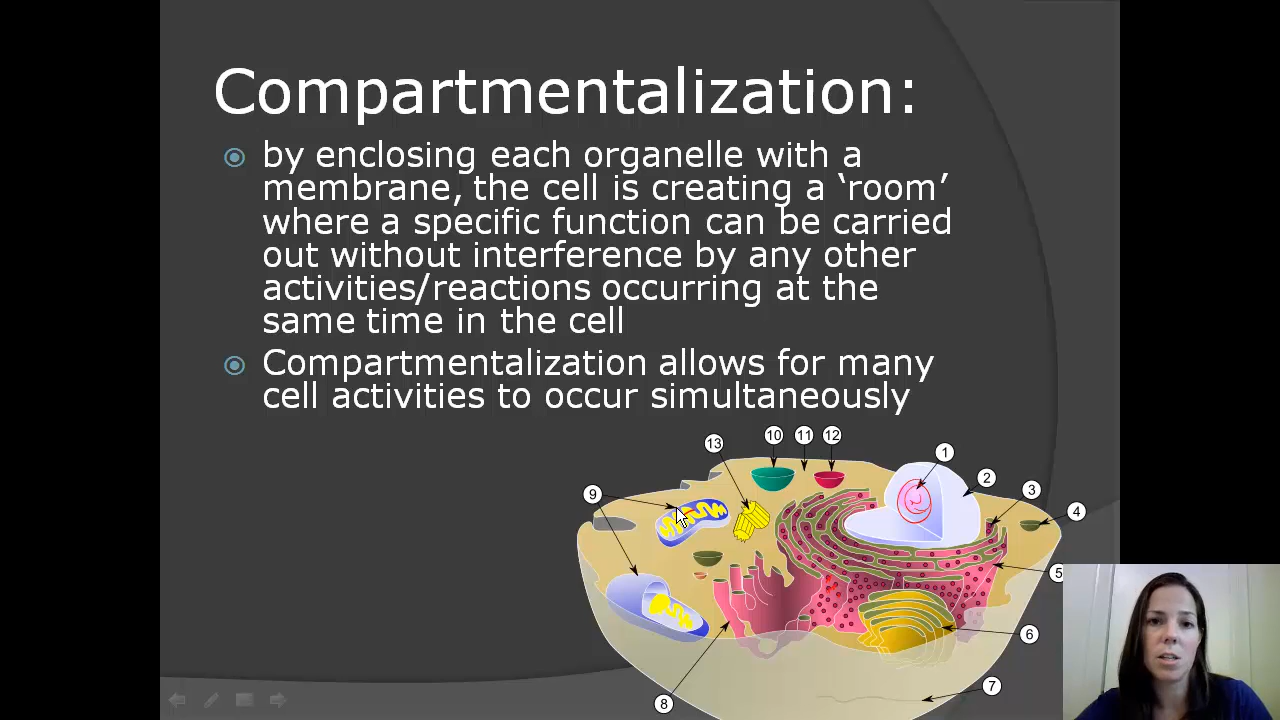 Compartmentalization:
by enclosing each organelle with a
membrane, the cell is creating a ‘room’
where a specific function can be carried
out without interference by any other
activities/reactions occurring at the
same time in the cell
Compartmentalization allows for many
cell activities to occur simultaneously
13
10
11
12
1
2
3
4
9
5
6
7
8